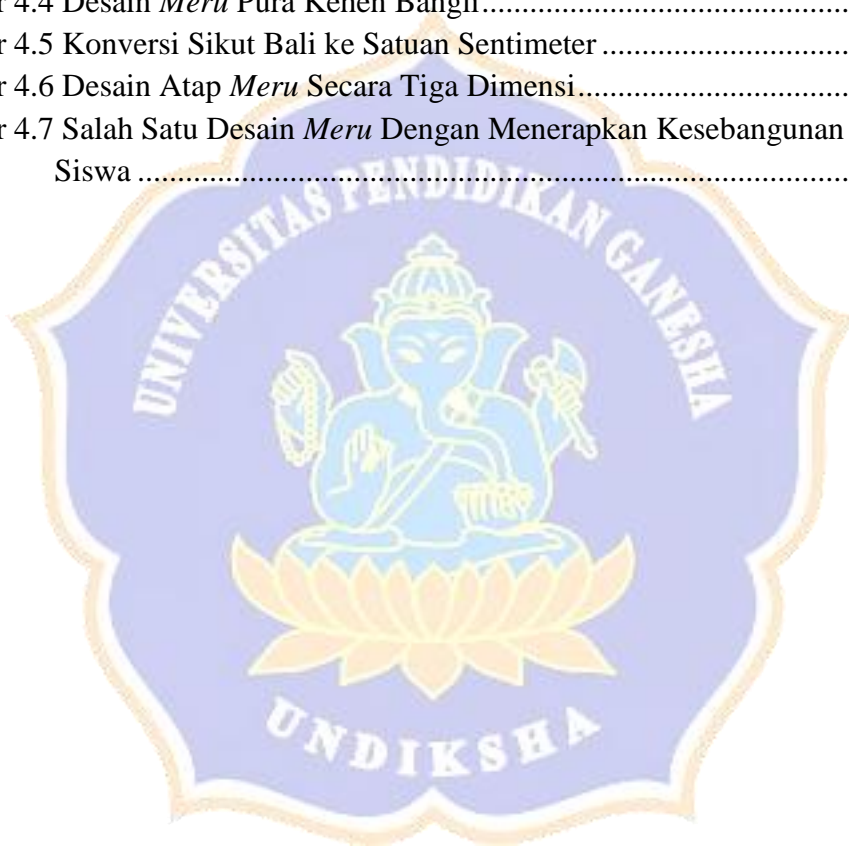 r 4.4 Desain Meru Pura Kehen Bangli........................................................
r 4.5 Konversi Sikut Bali ke Satuan Sentimeter ........................................
r 4.6 Desain Atap Meru Secara Tiga Dimensi...........................................
r 4.7 Salah Satu Desain Meru Dengan Menerapkan Kesebangunan
Siswa ..................................................................................................
UNIVERSITAS PENDIDIKAN GANESHA
UNDIKSHA